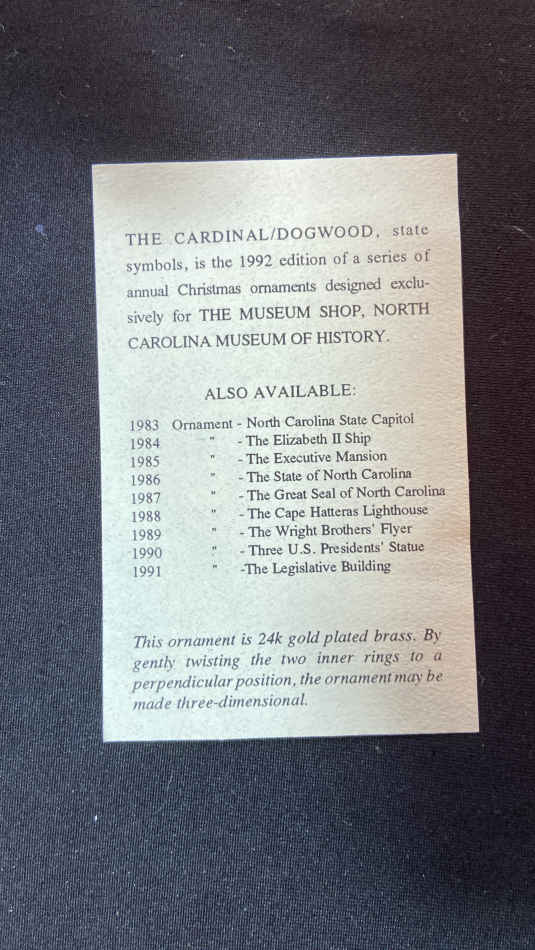 THE CARDINAL/DOGWOOD, state
symbols, is the 1992 edition of a series of
annual Christmas ornaments designed exclu-
sively for THE MUSEUM SHOP, NORTH
CAROLINA MUSEUM OF HISTORY.
ALSO AVAILABLE:
1983 Ornament - North Carolina State Capitol
1984 " - The Elizabeth II Ship
1985 " - The Executive Mansion
1986 " - The State of North Carolina
1987 " - The Great Seal of North Carolina
1988 " - The Cape Hatteras Lighthouse
1989 " - The Wright Brothers' Flyer
1990 " - Three U.S. Presidents' Statue
1991 " -The Legislative Building
This ornament is 24k gold plated brass. By
gently twisting the two inner rings to a
perpendicular position, the ornament may be
made three-dimensional.